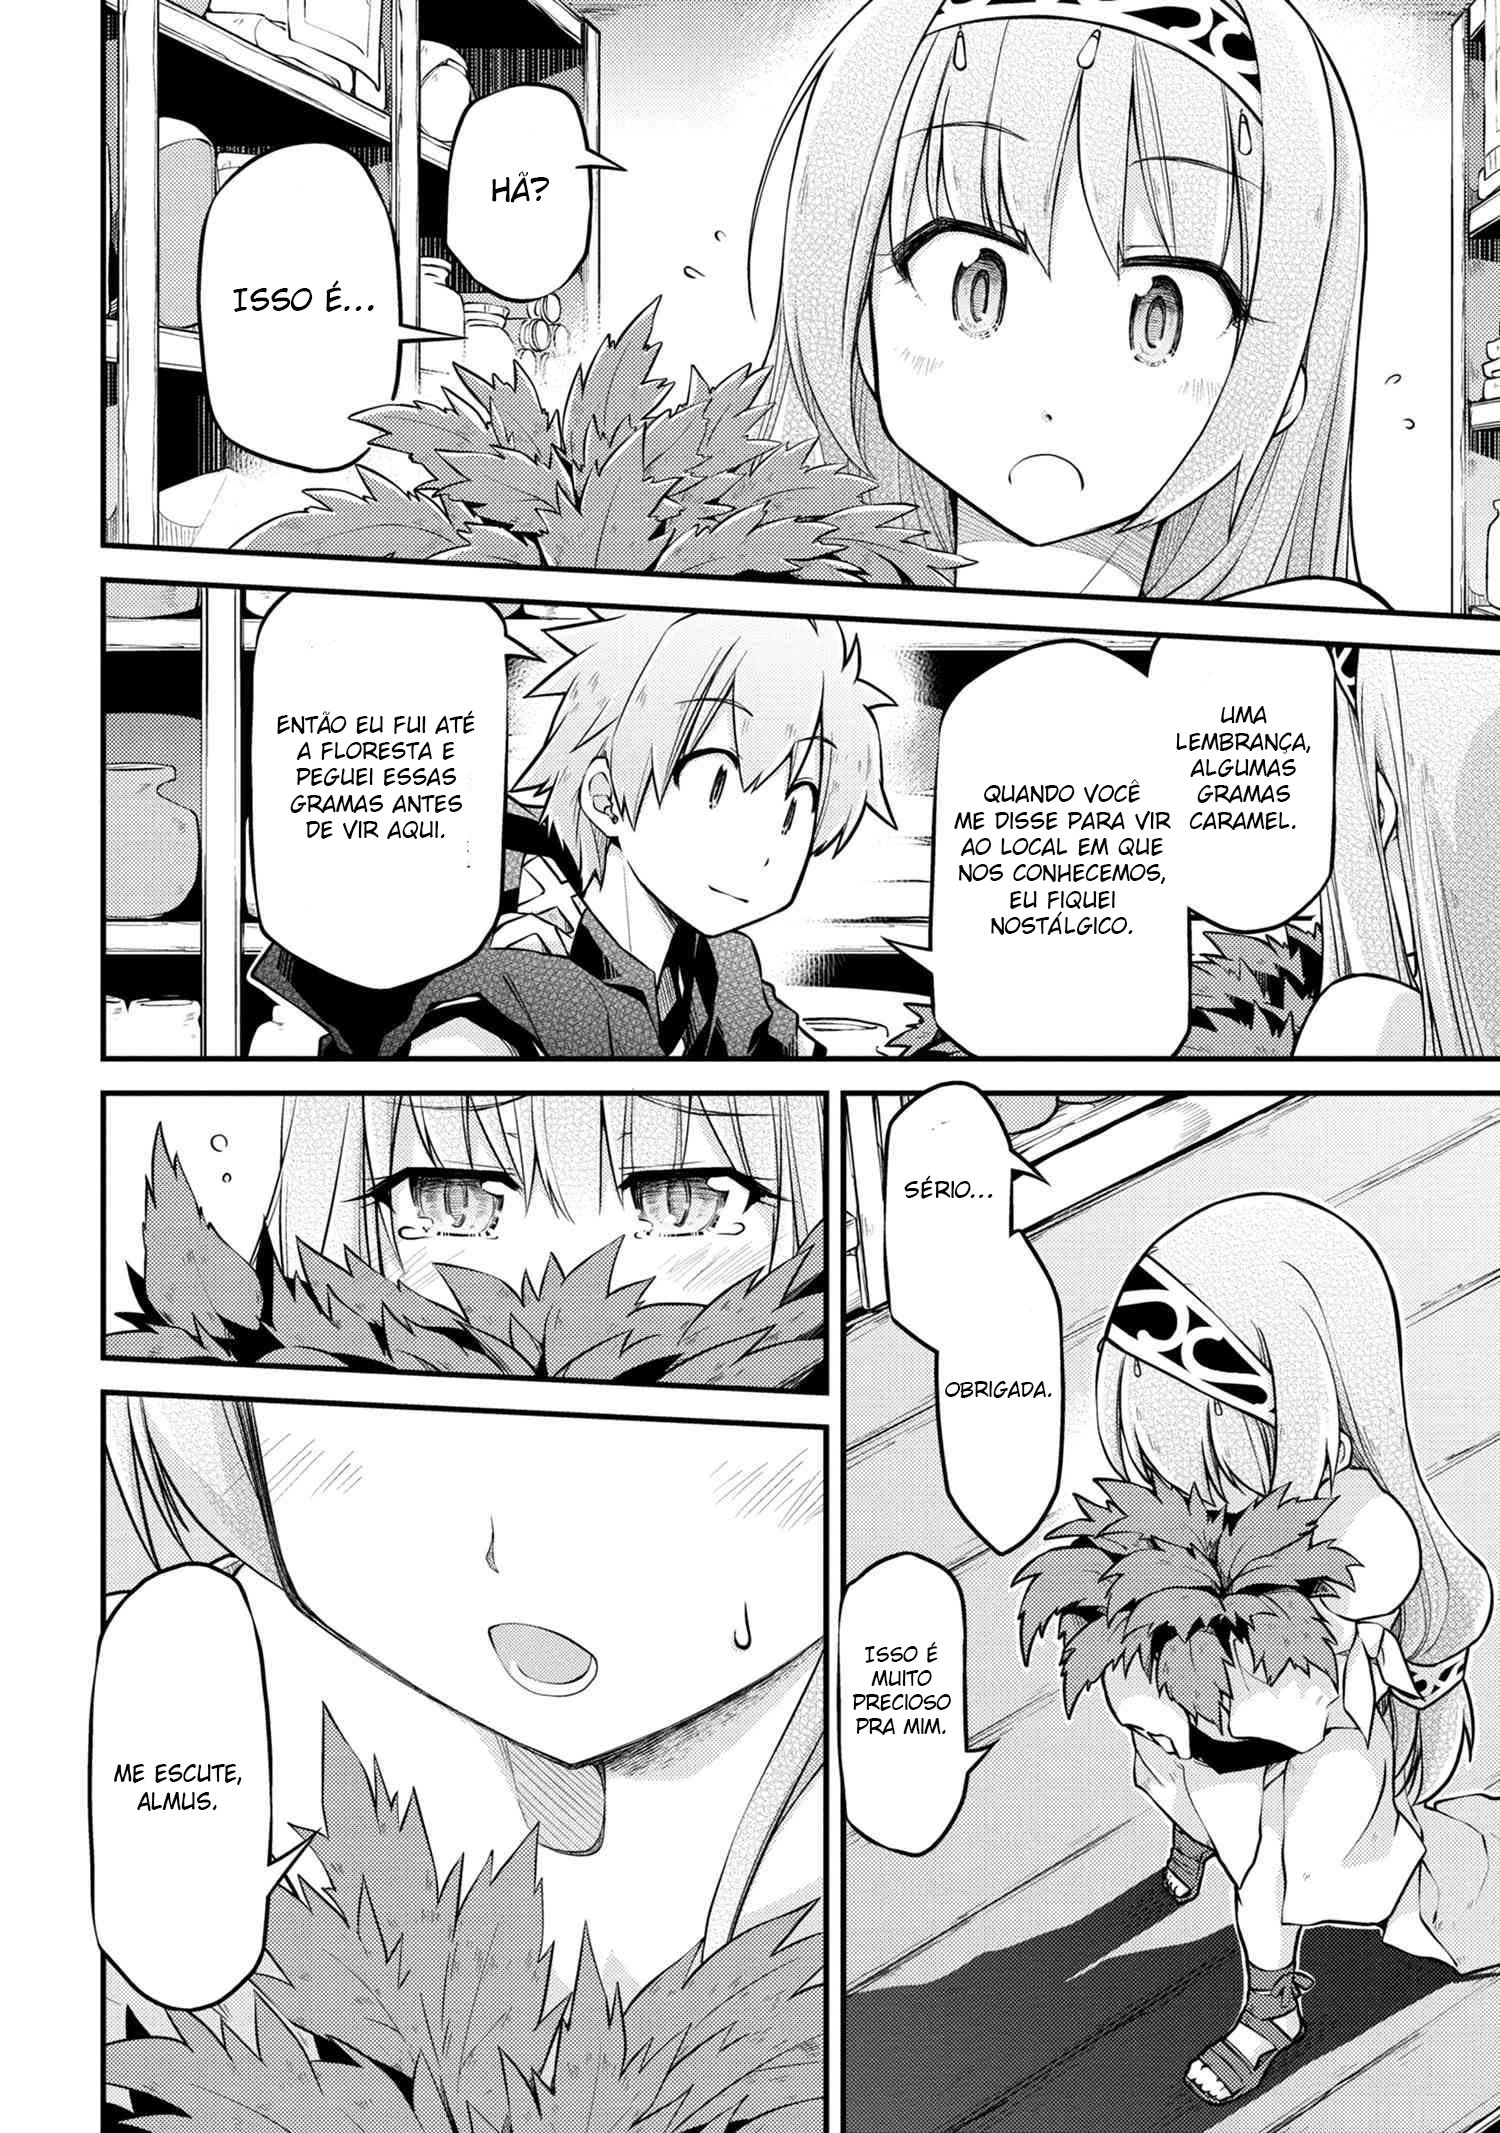 HÃ?
ISSO É...
UMA
LEMBRANÇA,
ALGUMAS
GRAMAS
CARAMEL.
QUANDO VOCÊ
ME DISSE PARA VIR
AO LOCAL EM QUE
NOS CONHECEMOS,
EU FIQUEI
NOSTÁLGICO.
ENTÃO EU FUI ATÉ
A FLORESTA E
PEGUEI ESSAS
GRAMAS ANTES
DE VIR AQUI.
SÉRIO...
OBRIGADA.
ISSO É
MUITO
PRECIOSO
PRA MIM.
ME ESCUTE,
ALMUS.